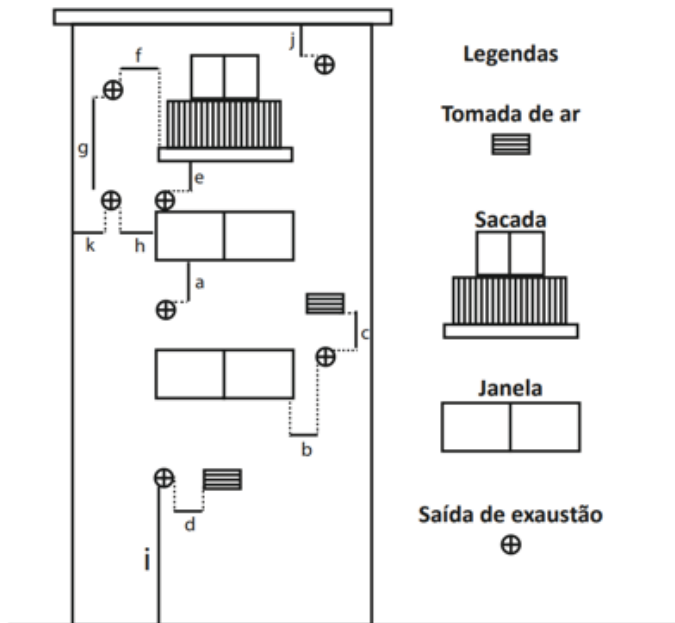 j
f
g
e
k
h
a
c
b
d
i
Legendas
Tomada de ar
Sacada
Janela
Saída de exaustão